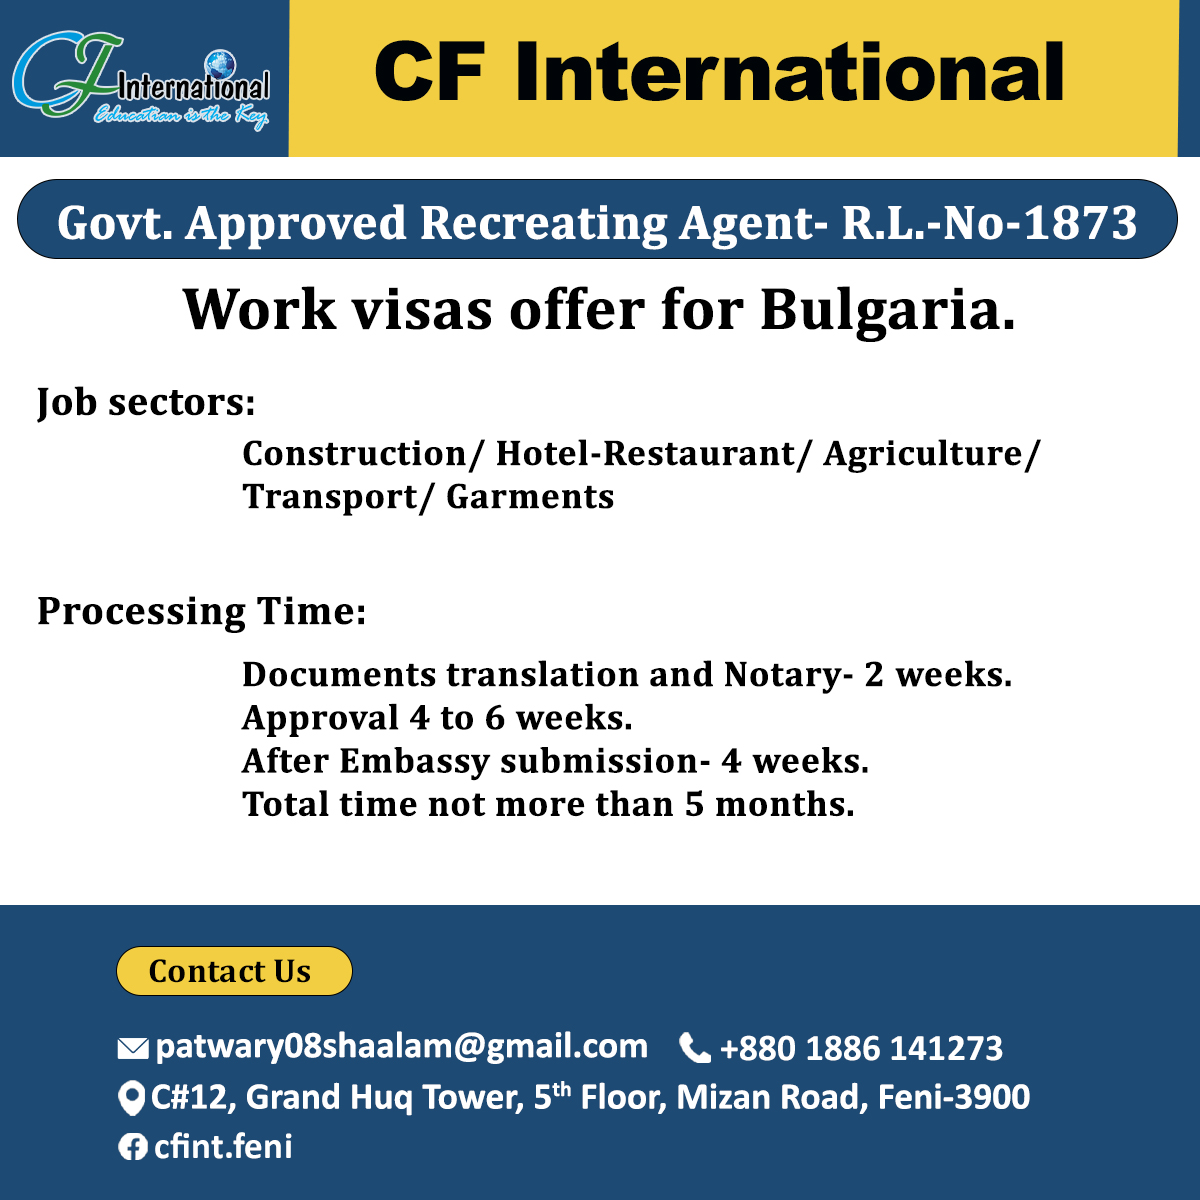 CF International
Education is the Key.
CF International
Govt. Approved Recreating Agent- R.L.-No-1873
Work visas offer for Bulgaria.
Job sectors:
Construction/ Hotel-Restaurant/ Agriculture/
Transport/ Garments
Processing Time:
Documents translation and Notary- 2 weeks.
Approval 4 to 6 weeks.
After Embassy submission- 4 weeks.
Total time not more than 5 months.
Contact Us
patwary08shaalam@gmail.com +880 1886 141273
C#12, Grand Huq Tower, 5th Floor, Mizan Road, Feni-3900
cfint.feni